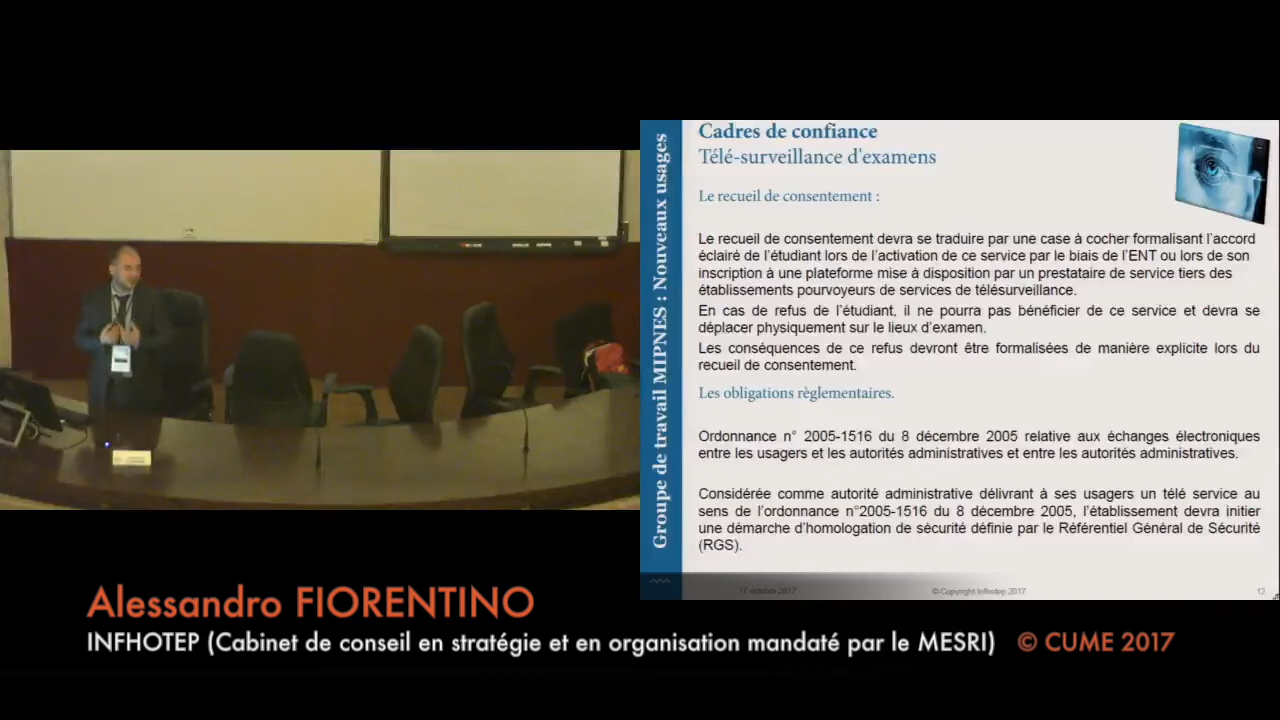 Groupe de travail MIPNES : Nouveaux usages
Cadres de confiance
Télé-surveillance d'examens
Le recueil de consentement :
Le recueil de consentement devra se traduire par une case à cocher formalisant l'accord
éclairé de l'étudiant lors de l'activation de ce service par le biais de l'ENT ou lors de son
inscription à une plateforme mise à disposition par un prestataire de service tiers des
établissements pourvoyeurs de services de télésurveillance.
En cas de refus de l'étudiant, il ne pourra pas bénéficier de ce service et devra se
déplacer physiquement sur le lieux d'examen.
Les conséquences de ce refus devront être formalisées de manière explicite lors du
recueil de consentement.
Les obligations règlementaires.
Ordonnance n° 2005-1516 du 8 décembre 2005 relative aux échanges électroniques
entre les usagers et les autorités administratives et entre les autorités administratives.
Considérée comme autorité administrative délivrant à ses usagers un télé service au
sens de l'ordonnance n°2005-1516 du 8 décembre 2005, l'établissement devra initier
une démarche d'homologation de sécurité définie par le Référentiel Général de Sécurité
(RGS).
17 octobre 2017 © Copyright Infhotep 2017 12
Alessandro FIORENTINO
INFHOTEP (Cabinet de conseil en stratégie et en organisation mandaté par le MESRI) © CUME 2017